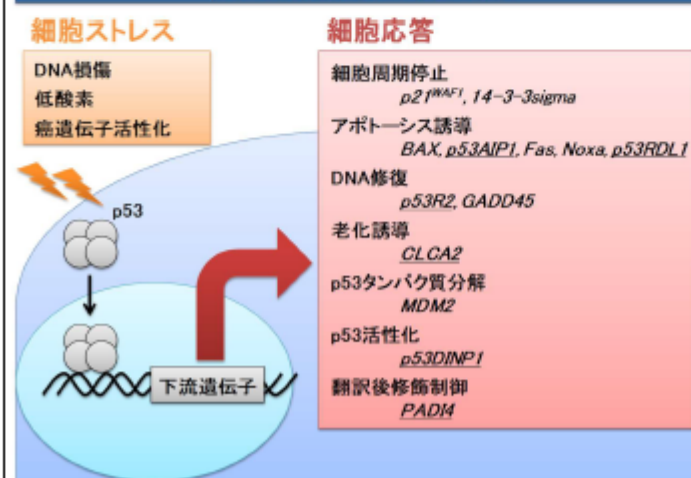 細胞ストレス
DNA損傷
低酸素
癌遺伝子活性化
p53
下流遺伝子
細胞応答
細胞周期停止
p21WAF1, 14-3-3sigma
アポトーシス誘導
BAX, p53AIP1, Fas, Noxa, p53RDL1
DNA修復
p53R2, GADD45
老化誘導
CLCA2
p53タンパク質分解
MDM2
p53活性化
p53DINP1
翻訳後修飾制御
PADI4